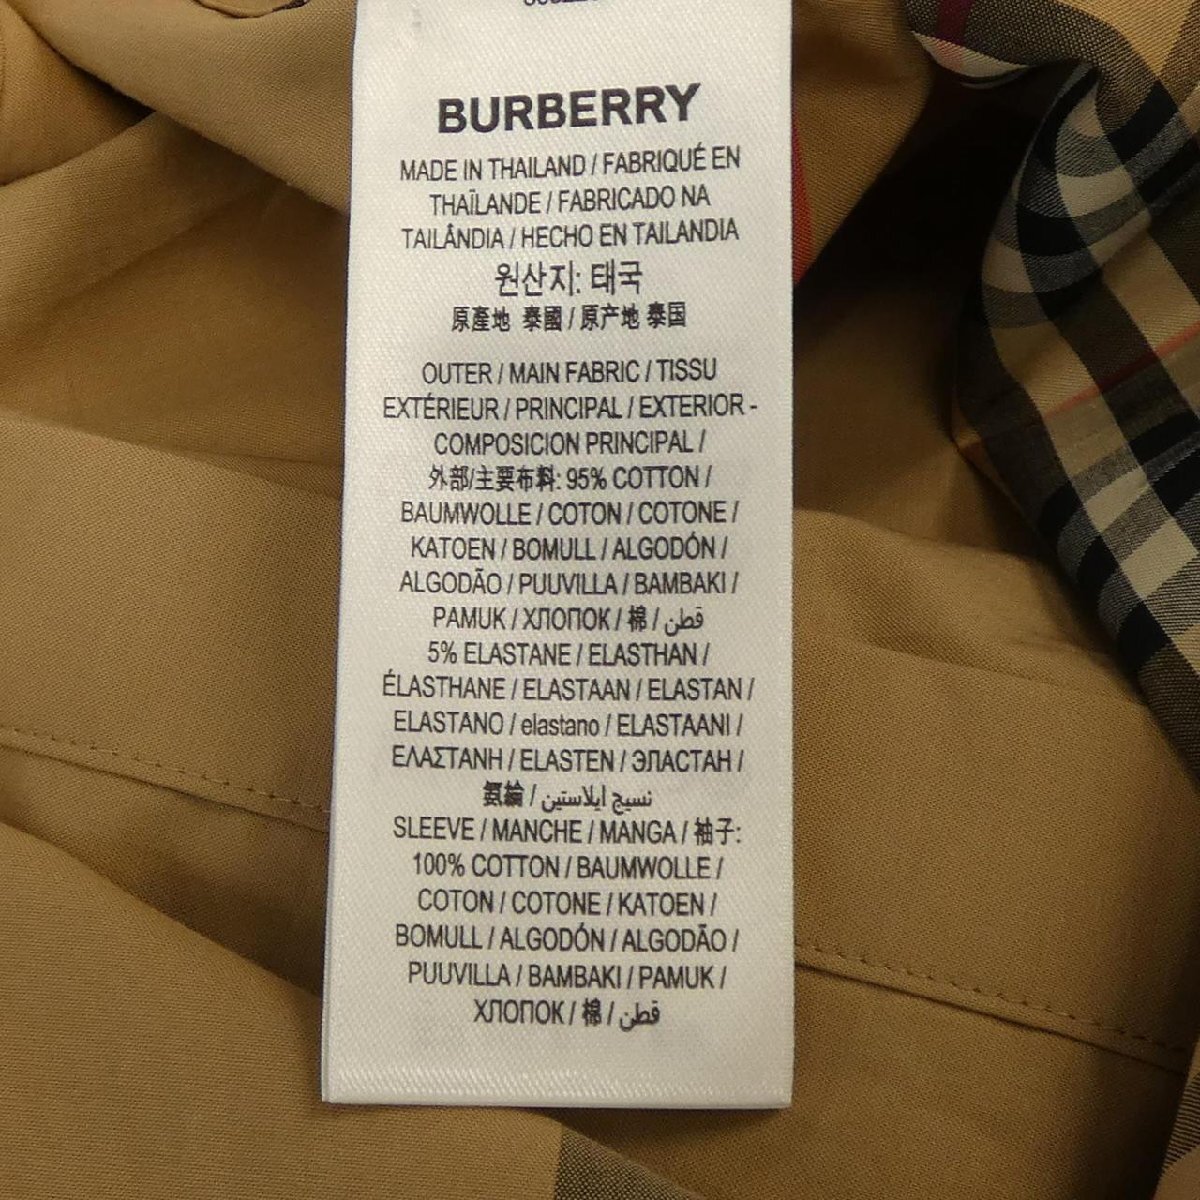 BURBERRY
MADE IN THAILAND / FABRIQUÉ EN
THAÏLANDE / FABRICADO NA
TAILÂNDIA / HECHO EN TAILANDIA
원산지: 태국
原產地 泰國 / 原产地 泰国
OUTER / MAIN FABRIC / TISSU
EXTÉRIEUR / PRINCIPAL / EXTERIOR -
COMPOSICION PRINCIPAL /
外部/主要布料: 95% COTTON /
BAUMWOLLE / COTON / COTONE /
KATOEN / BOMULL / ALGODÓN /
ALGODÃO / PUUVILLA / BAMBAKI /
PAMUK / ХЛОПОК / 棉 / قطن
5% ELASTANE / ELASTHAN /
ÉLASTHANE / ELASTAAN / ELASTAN /
ELASTANO / elastano / ELASTAANI /
ΕΛΑΣΤΑΝΗ / ELASTEN / ЭЛАСТАН /
氨綸 / نسيج ايلاستين
SLEEVE / MANCHE / MANGA / 袖子:
100% COTTON / BAUMWOLLE /
COTON / COTONE / KATOEN /
BOMULL / ALGODÓN / ALGODÃO /
PUUVILLA / BAMBAKI / PAMUK /
ХЛОПОК / 棉 / قطن